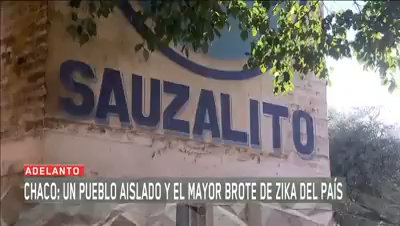 SAUZALITO
ADELANTO
CHACO: UN PUEBLO AISLADO Y EL MAYOR BROTE DE ZIKA DEL PAÍS